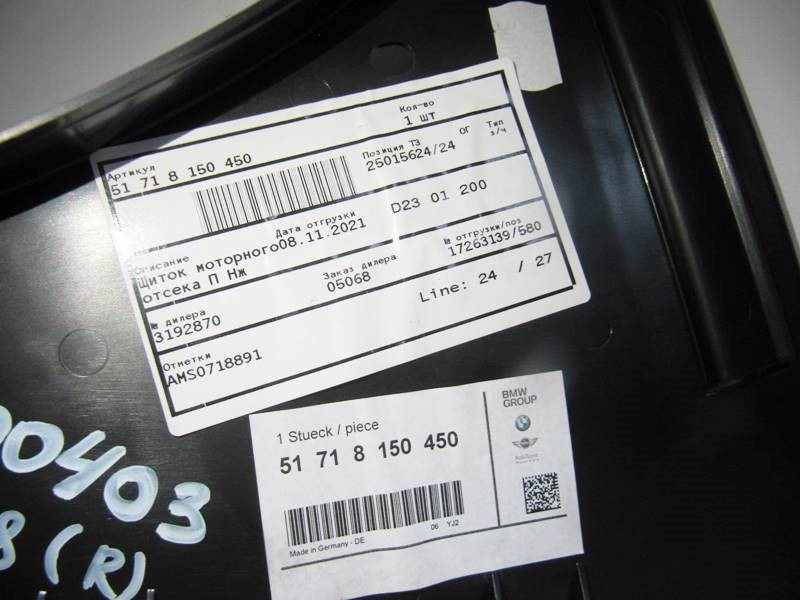 Артикул
51 71 8 150 450
Кол-во
1 шт
Позиция ТЗ
25015624/24
ог
Тип з/ч
Дата отгрузки
08.11.2021
D23 01 200
Описание
Щиток моторного
отсека П Нж
№ отгрузки/поз
17263139/580
Заказ дилера
05068
№ дилера
3192870
Line: 24 / 27
Отметки
AMS0718891
1 Stueck / piece
51 71 8 150 450
BMW
GROUP
Made in Germany - DE
06 YJ2
00403
8 (R)